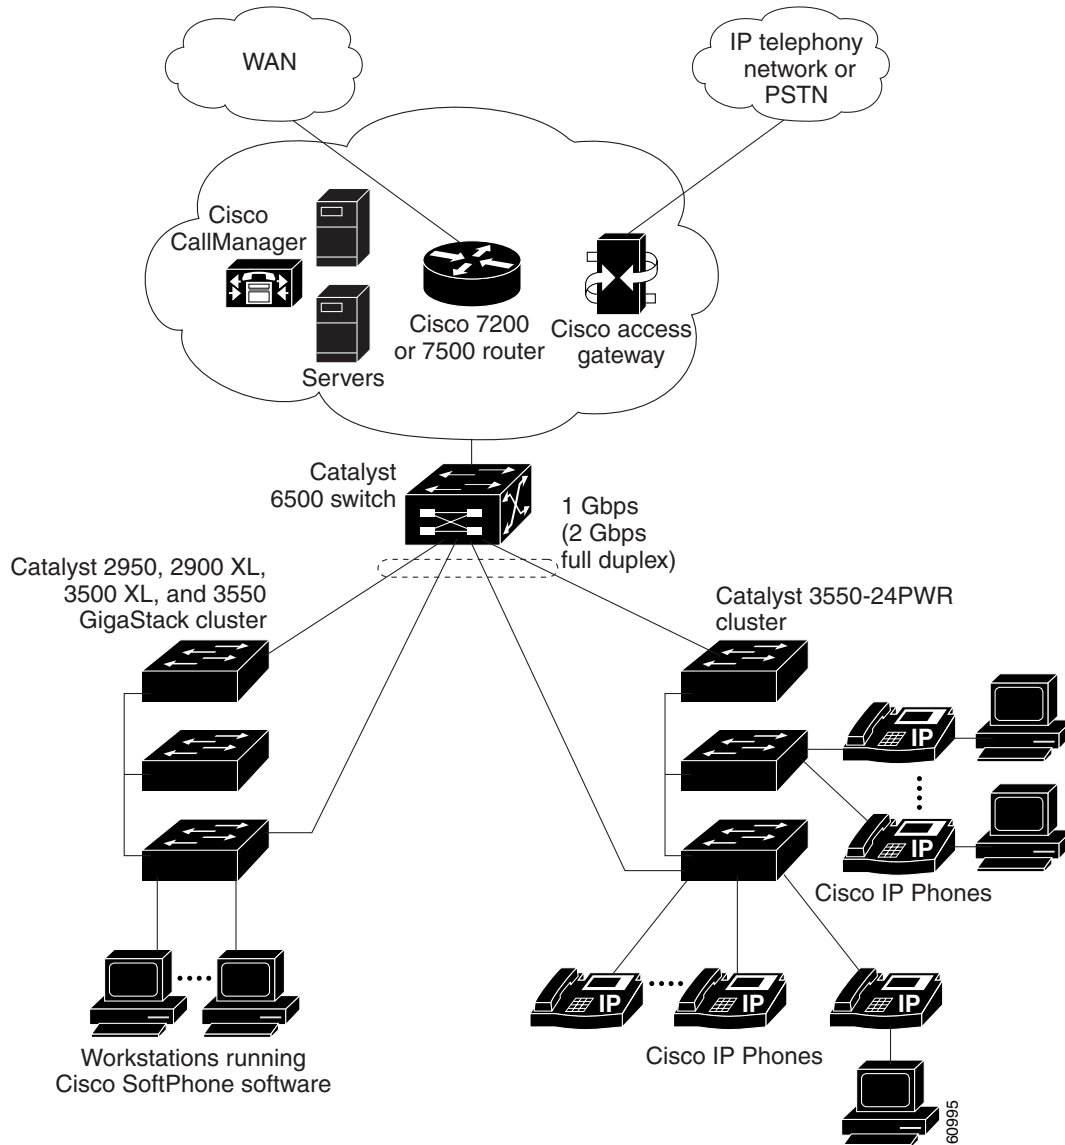 WAN
IP telephony
network or
PSTN
Cisco
CallManager
Servers
Cisco 7200
or 7500 router
Cisco access
gateway
Catalyst
6500 switch
1 Gbps
(2 Gbps
full duplex)
Catalyst 2950, 2900 XL,
3500 XL, and 3550
GigaStack cluster
Catalyst 3550-24PWR
cluster
IP
IP
Cisco IP Phones
IP
IP
IP
Cisco IP Phones
Workstations running
Cisco SoftPhone software
60995